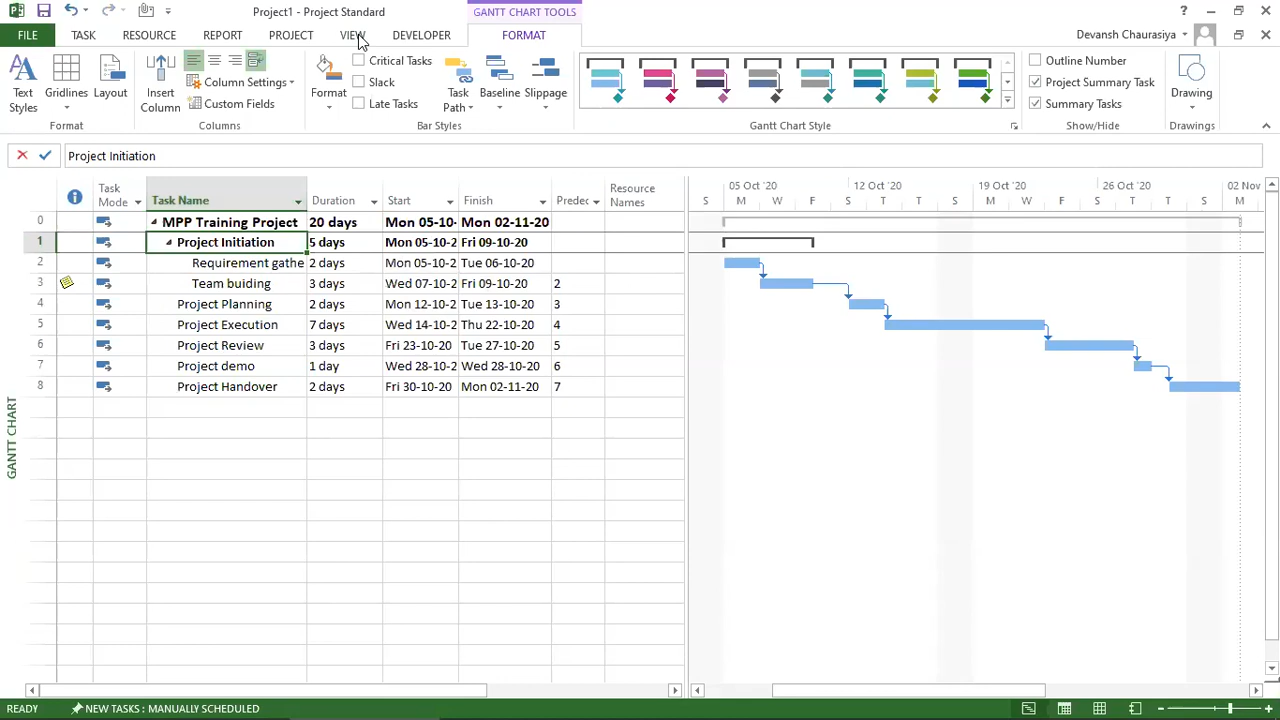 Project1 - Project Standard
GANTT CHART TOOLS
FILE TASK RESOURCE REPORT PROJECT VIEW DEVELOPER FORMAT
Devansh Chaurasiya
Text Styles
Gridlines
Layout
Format
Insert Column
Column Settings
Custom Fields
Columns
Format
Critical Tasks
Slack
Late Tasks
Task Path
Baseline
Slippage
Bar Styles
Gantt Chart Style
Outline Number
Project Summary Task
Summary Tasks
Show/Hide
Drawing
Drawings
Project Initiation
Task Mode Task Name Duration Start Finish Predec Resource Names
05 Oct '20 12 Oct '20 19 Oct '20 26 Oct '20 02 Nov
S M W F S T T S M W F S T T S M
0 MPP Training Project 20 days Mon 05-10- Mon 02-11-20
1 Project Initiation 5 days Mon 05-10-2 Fri 09-10-20
2 Requirement gathe 2 days Mon 05-10-2 Tue 06-10-20
3 Team buiding 3 days Wed 07-10-2 Fri 09-10-20 2
4 Project Planning 2 days Mon 12-10-2 Tue 13-10-20 3
5 Project Execution 7 days Wed 14-10-2 Thu 22-10-20 4
6 Project Review 3 days Fri 23-10-20 Tue 27-10-20 5
7 Project demo 1 day Wed 28-10-2 Wed 28-10-20 6
8 Project Handover 2 days Fri 30-10-20 Mon 02-11-20 7
GANTT CHART
READY NEW TASKS : MANUALLY SCHEDULED